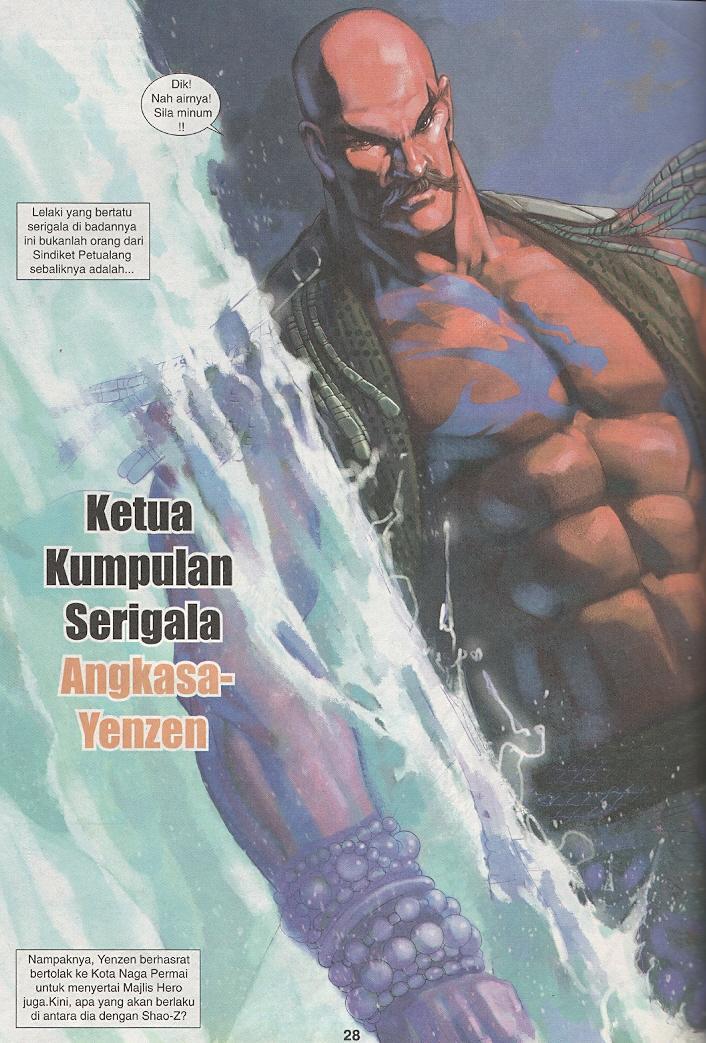 Dik!
Nah airnya!
Sila minum
!!
Lelaki yang bertatu
serigala di badannya
ini bukanlah orang dari
Sindiket Petualang
sebaliknya adalah...
Ketua
Kumpulan
Serigala
Angkasa-
Yenzen
Nampaknya, Yenzen berhasrat
bertolak ke Kota Naga Permai
untuk menyertai Majlis Hero
juga.Kini, apa yang akan berlaku
di antara dia dengan Shao-Z?
28